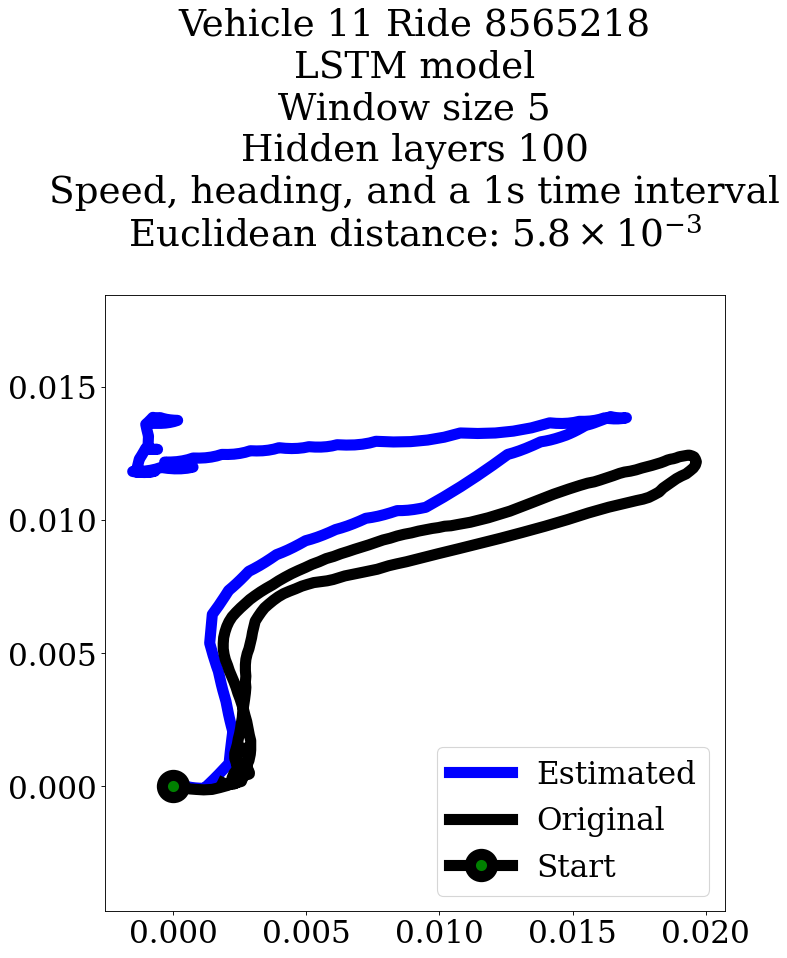 Vehicle 11 Ride 8565218
LSTM model
Window size 5
Hidden layers 100
Speed, heading, and a 1s time interval
Euclidean distance: 5.8 × 10⁻³
0.015
0.010
0.005
0.000
Estimated
Original
Start
0.000 0.005 0.010 0.015 0.020